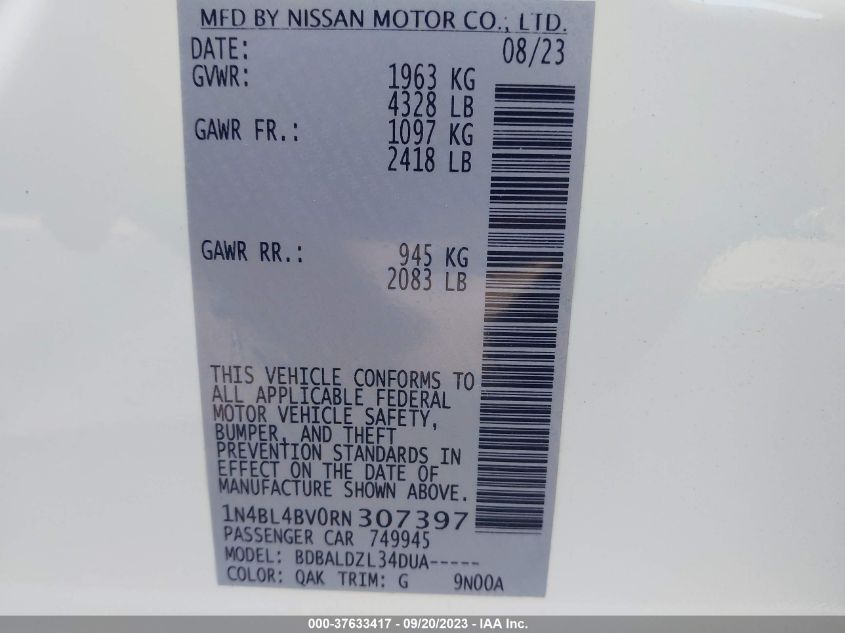 MFD BY NISSAN MOTOR CO., LTD.
DATE: 08/23
GVWR: 1963 KG
4328 LB
GAWR FR.: 1097 KG
2418 LB
GAWR RR.: 945 KG
2083 LB
THIS VEHICLE CONFORMS TO
ALL APPLICABLE FEDERAL
MOTOR VEHICLE SAFETY,
BUMPER, AND THEFT
PREVENTION STANDARDS IN
EFFECT ON THE DATE OF
MANUFACTURE SHOWN ABOVE.
1N4BL4BV0RN307397
PASSENGER CAR 749945
MODEL: BDBALDZL34DUA-----
COLOR: QAK TRIM: G 9N00A
000-37633417 - 09/20/2023 - IAA Inc.